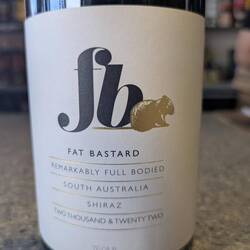 fb
FAT BASTARD
REMARKABLY FULL BODIED
SOUTH AUSTRALIA
SHIRAZ
TWO THOUSAND & TWENTY TWO